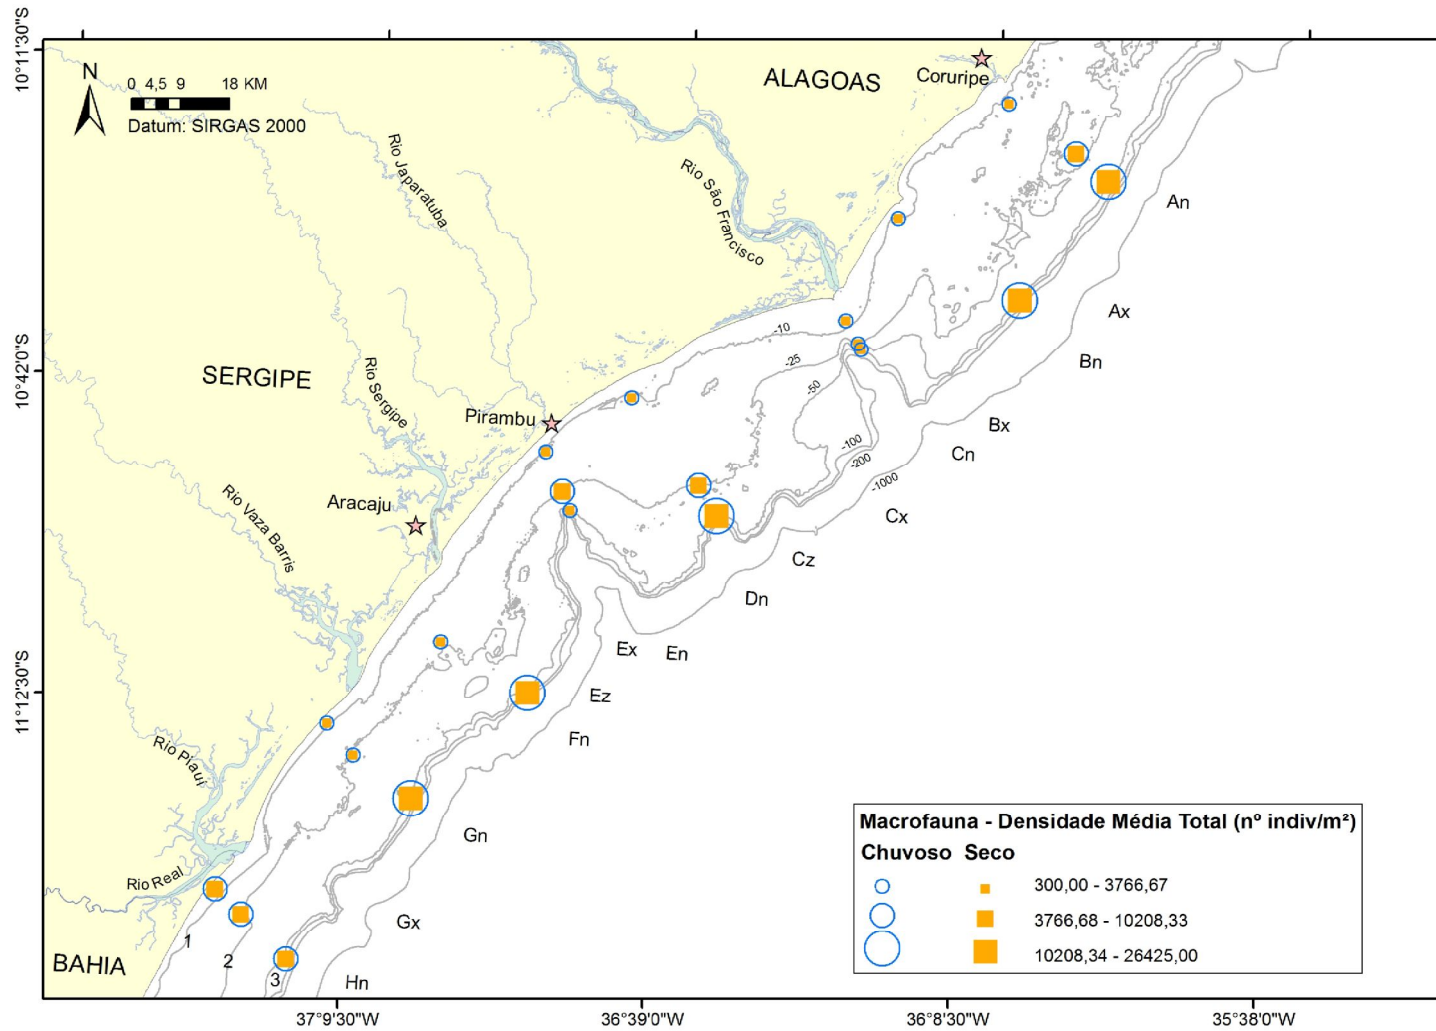 10°11'30"S
10°42'0"S
11°12'30"S
N
0 4,5 9 18 KM
Datum: SIRGAS 2000
ALAGOAS
Coruripe
Rio Japaratuba
Rio São Francisco
An
Ax
Bn
Bx
Cn
Cx
Cz
Dn
En
Ex
Ez
Fn
Gn
Gx
Hn
-10
-25
-50
-100
-200
-1000
SERGIPE
Rio Sergipe
Pirambu
Aracaju
Rio Vaza Barris
Rio Piauí
Rio Real
BAHIA
1
2
3
Macrofauna - Densidade Média Total (nº indiv/m²)
Chuvoso Seco
300,00 - 3766,67
3766,68 - 10208,33
10208,34 - 26425,00
37°9'30"W 36°39'0"W 36°8'30"W 35°38'0"W